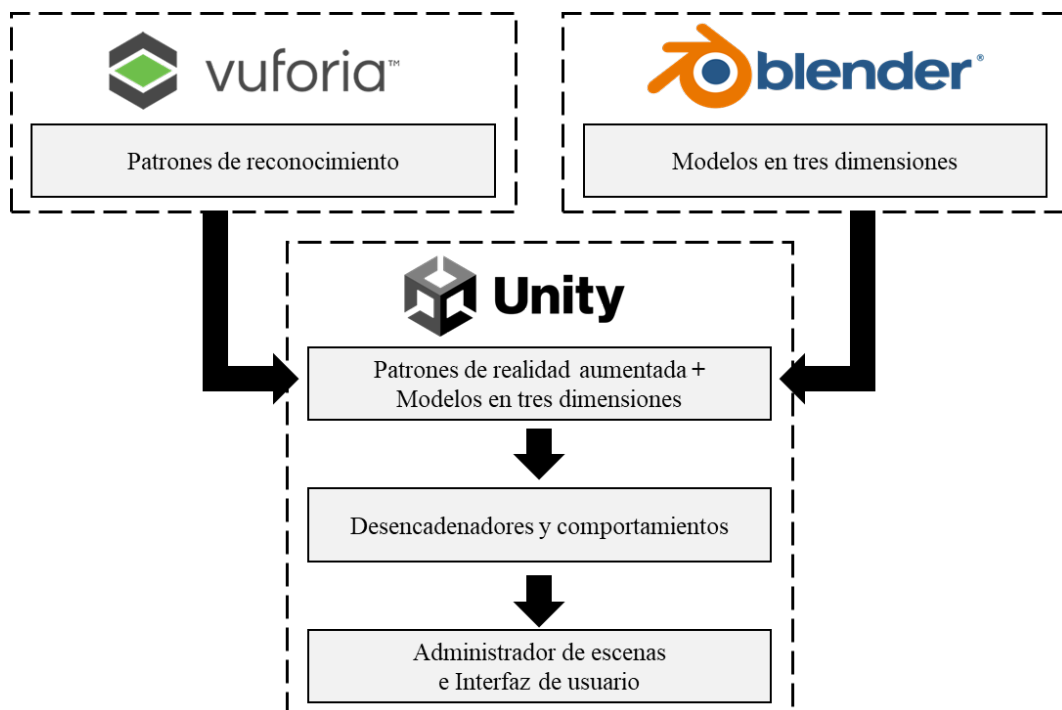 vuforia™
blender®
Patrones de reconocimiento
Modelos en tres dimensiones
Unity
Patrones de realidad aumentada +
Modelos en tres dimensiones
Desencadenadores y comportamientos
Administrador de escenas
e Interfaz de usuario